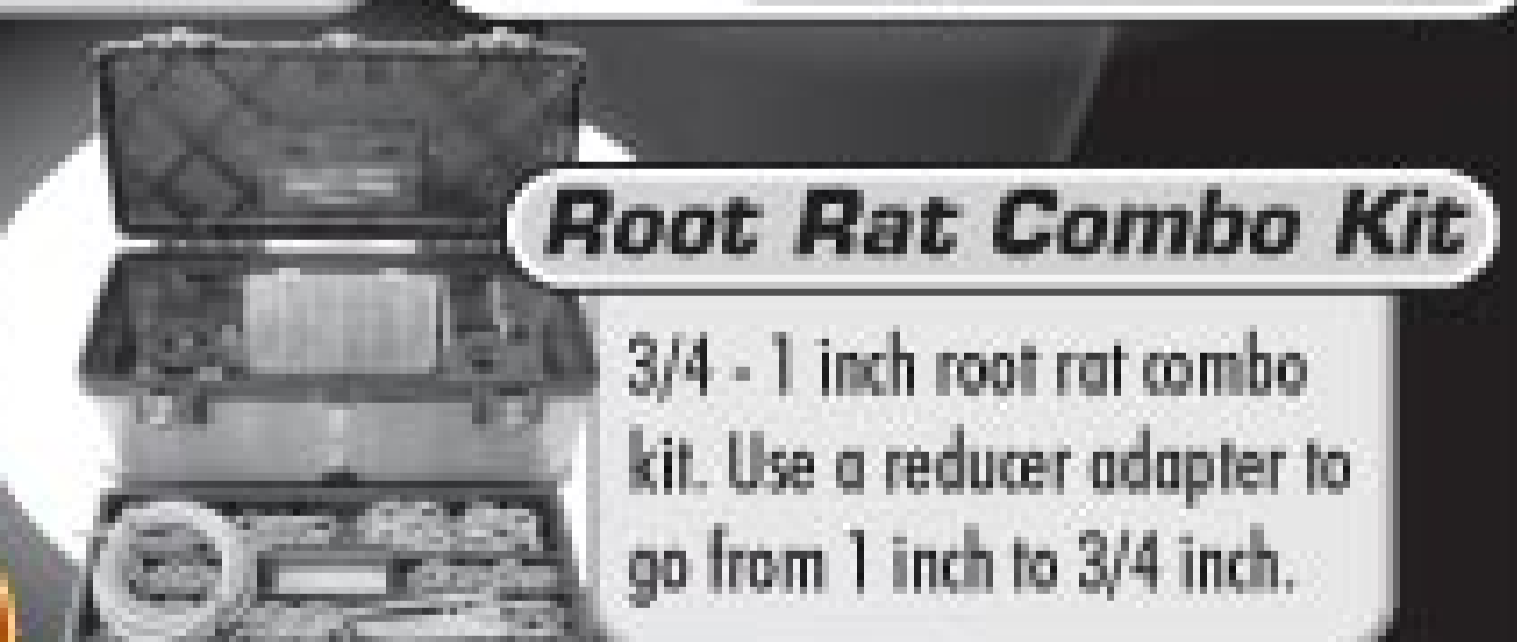 Root Rat Combo Kit
3/4 - 1 inch root rat combo
kit. Use a reducer adapter to
go from 1 inch to 3/4 inch.